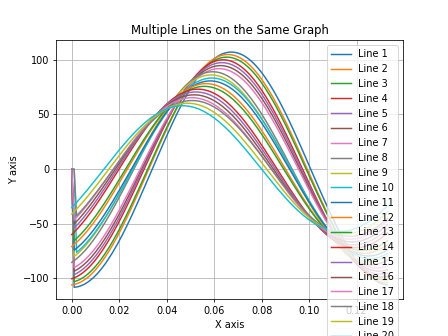 Multiple Lines on the Same Graph
Y axis
100
50
0
−50
−100
0.00
0.02
0.04
0.06
0.08
0.10
X axis
Line 1
Line 2
Line 3
Line 4
Line 5
Line 6
Line 7
Line 8
Line 9
Line 10
Line 11
Line 12
Line 13
Line 14
Line 15
Line 16
Line 17
Line 18
Line 19
Line 20